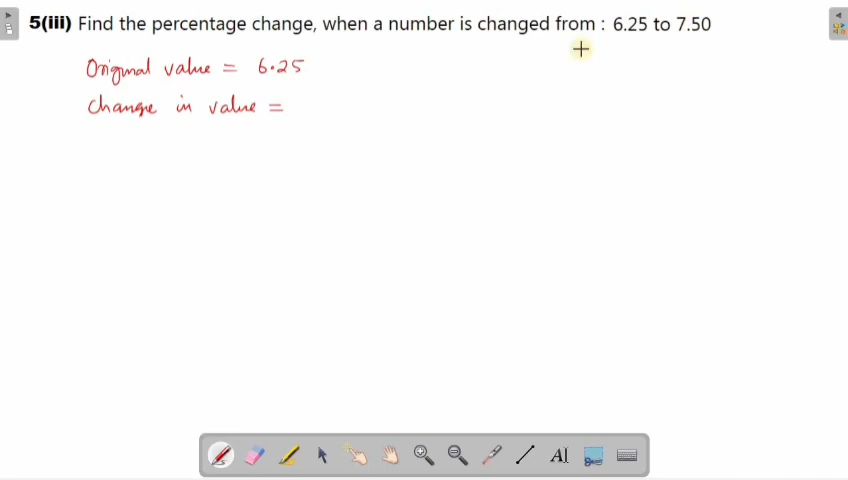 5(iii) Find the percentage change, when a number is changed from : 6.25 to 7.50
Original value = 6.25
Change in value =
AI